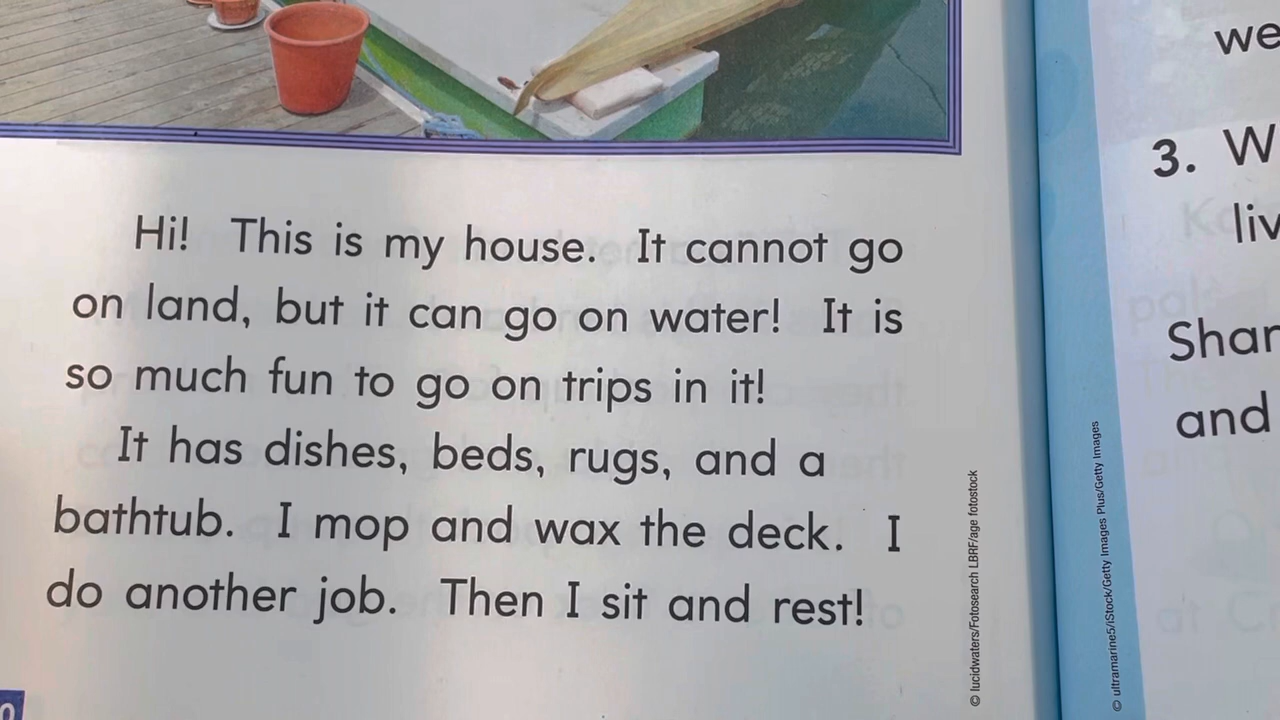 Hi! This is my house. It cannot go
on land, but it can go on water! It is
so much fun to go on trips in it!
It has dishes, beds, rugs, and a
bathtub. I mop and wax the deck. I
do another job. Then I sit and rest!
© lucidwaters/Fotosearch LBRF/age fotostock
© ultramarine5/iStock/Getty Images Plus/Getty Images
we
3. W
liv
Shar
and